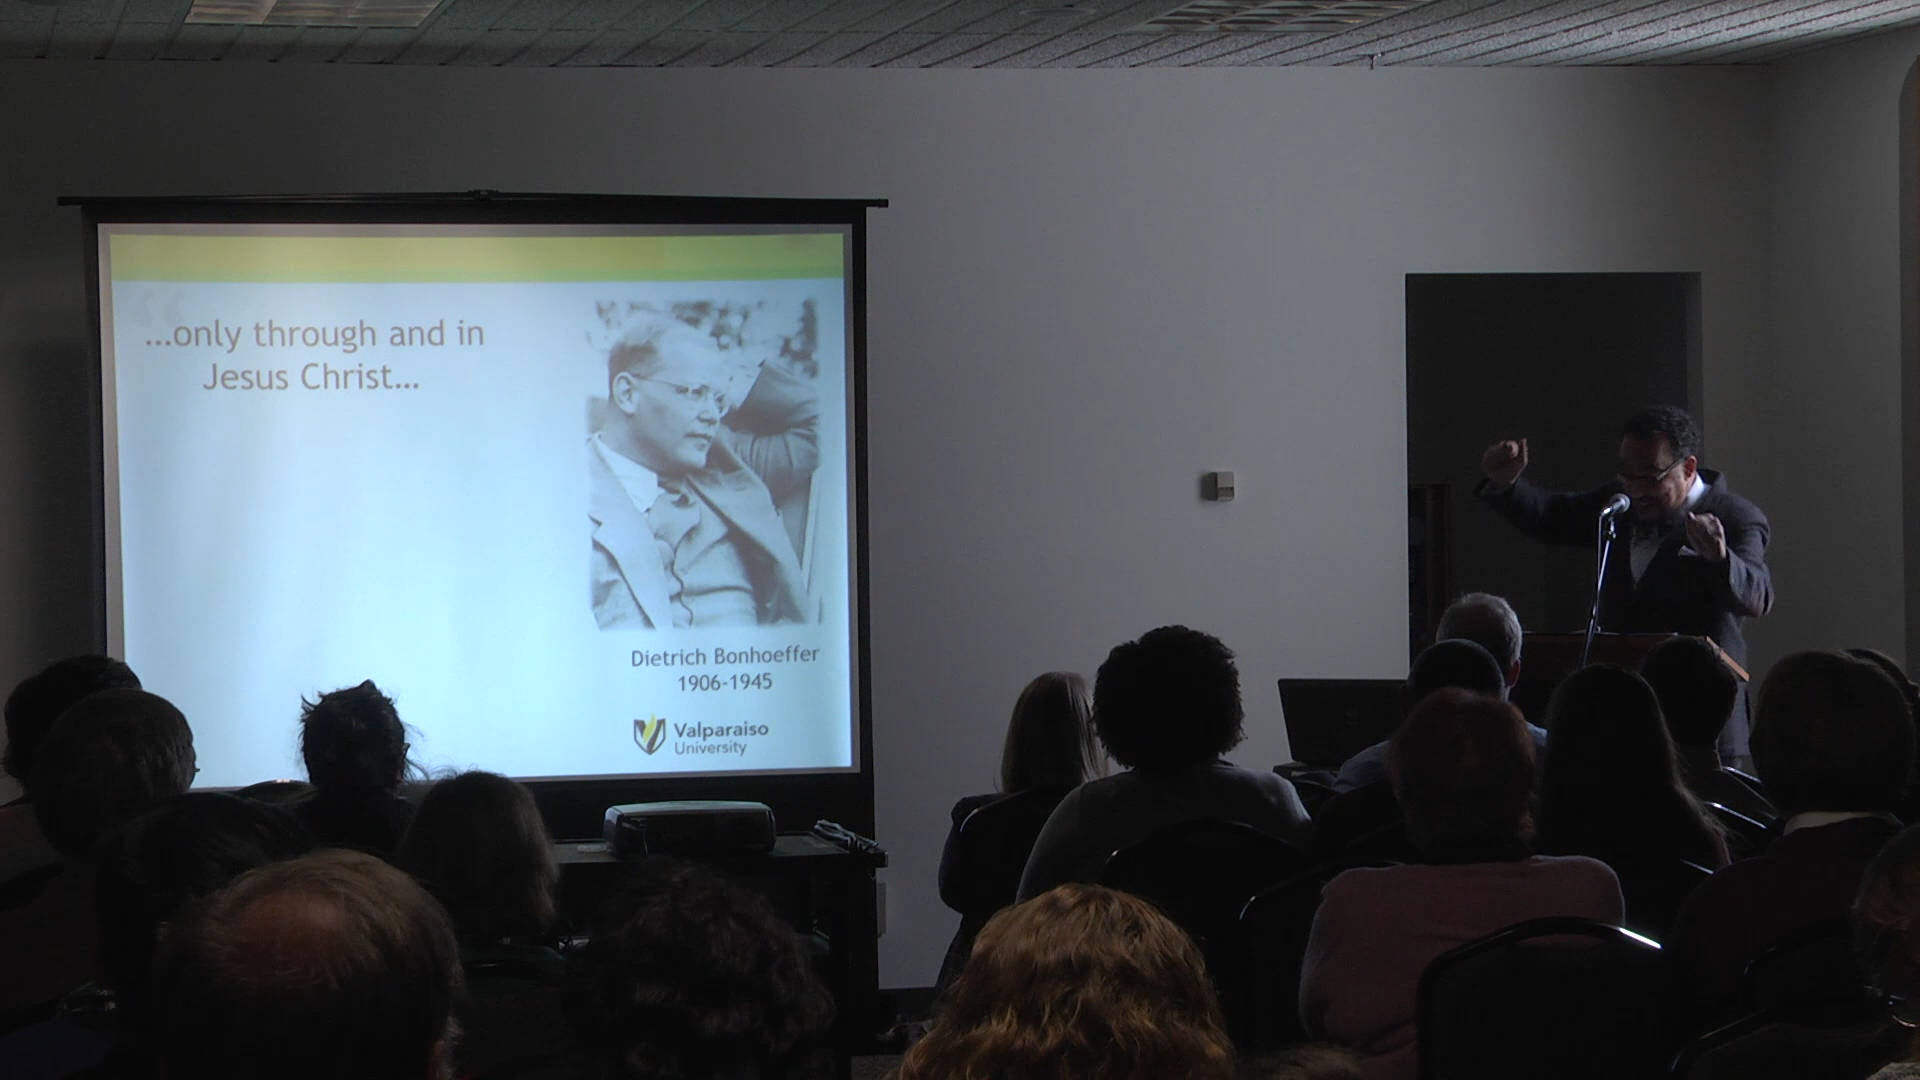 ...only through and in
Jesus Christ...
Dietrich Bonhoeffer
1906-1945
Valparaiso
University